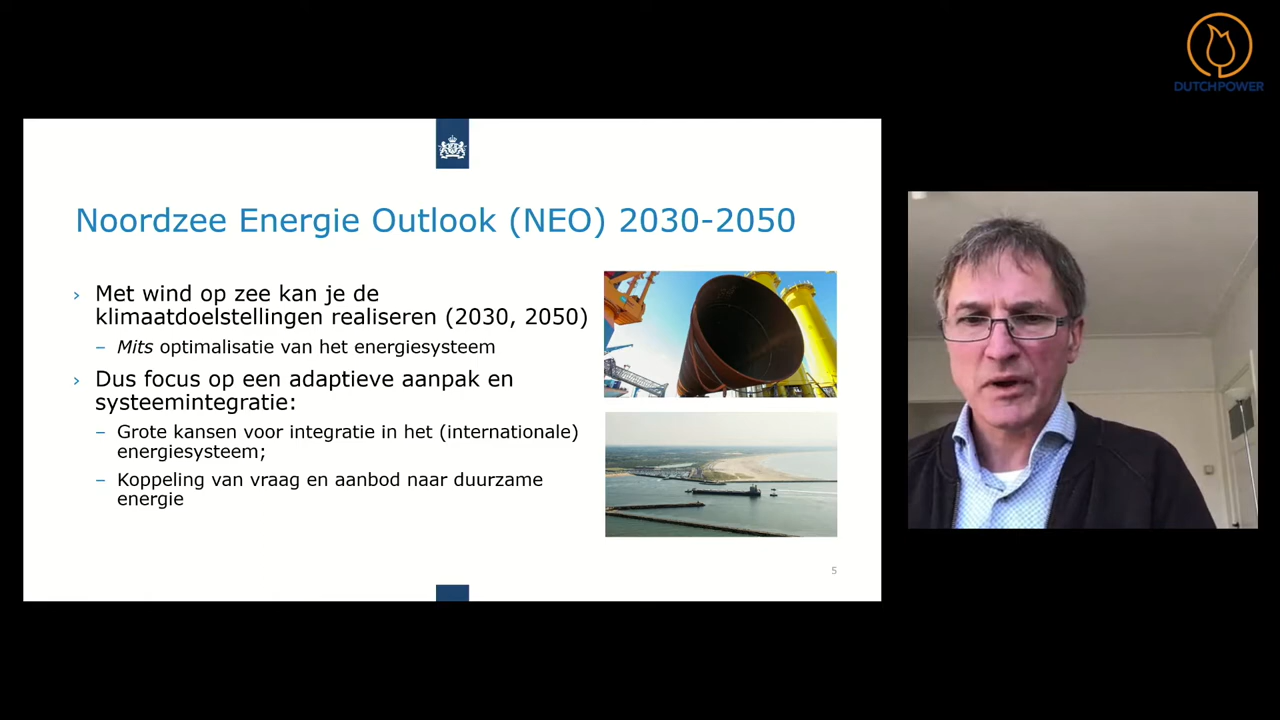 DUTCH POWER
Noordzee Energie Outlook (NEO) 2030-2050
› Met wind op zee kan je de
klimaatdoelstellingen realiseren (2030, 2050)
– Mits optimalisatie van het energiesysteem
› Dus focus op een adaptieve aanpak en
systeemintegratie:
– Grote kansen voor integratie in het (internationale)
energiesysteem;
– Koppeling van vraag en aanbod naar duurzame
energie
5